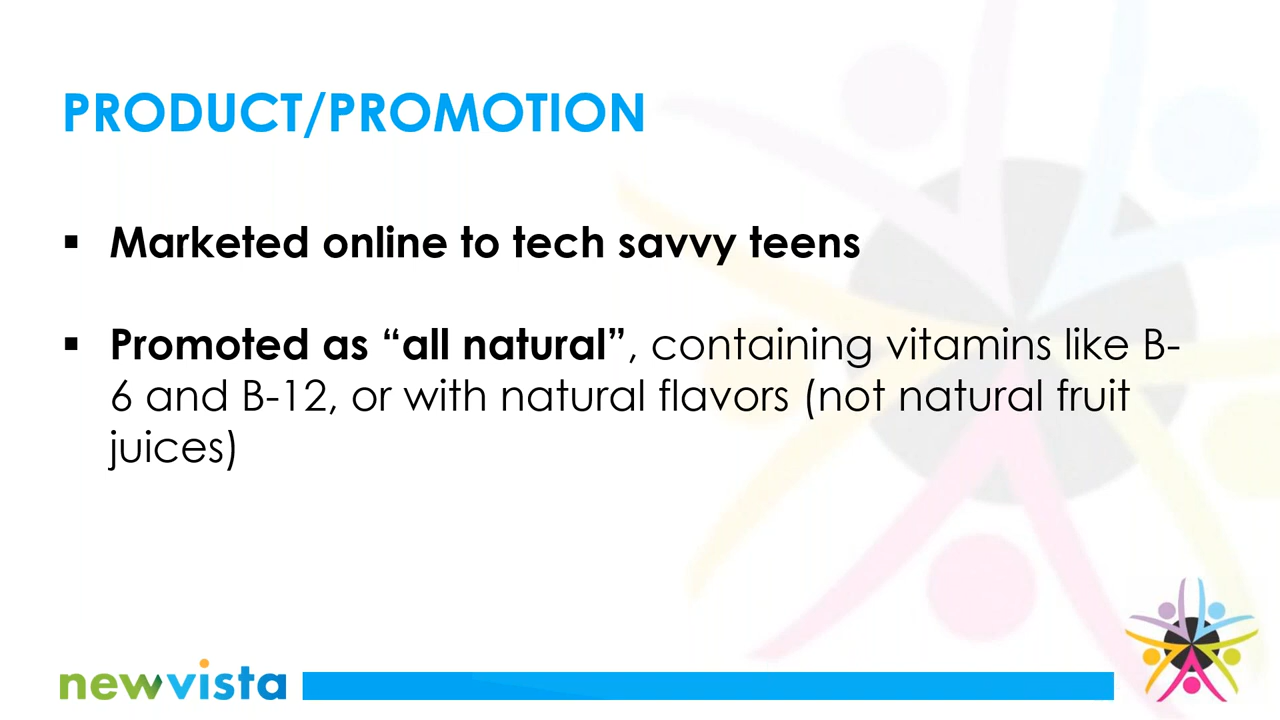 PRODUCT/PROMOTION
▪ Marketed online to tech savvy teens
▪ Promoted as “all natural”, containing vitamins like B-
6 and B-12, or with natural flavors (not natural fruit
juices)
newvista